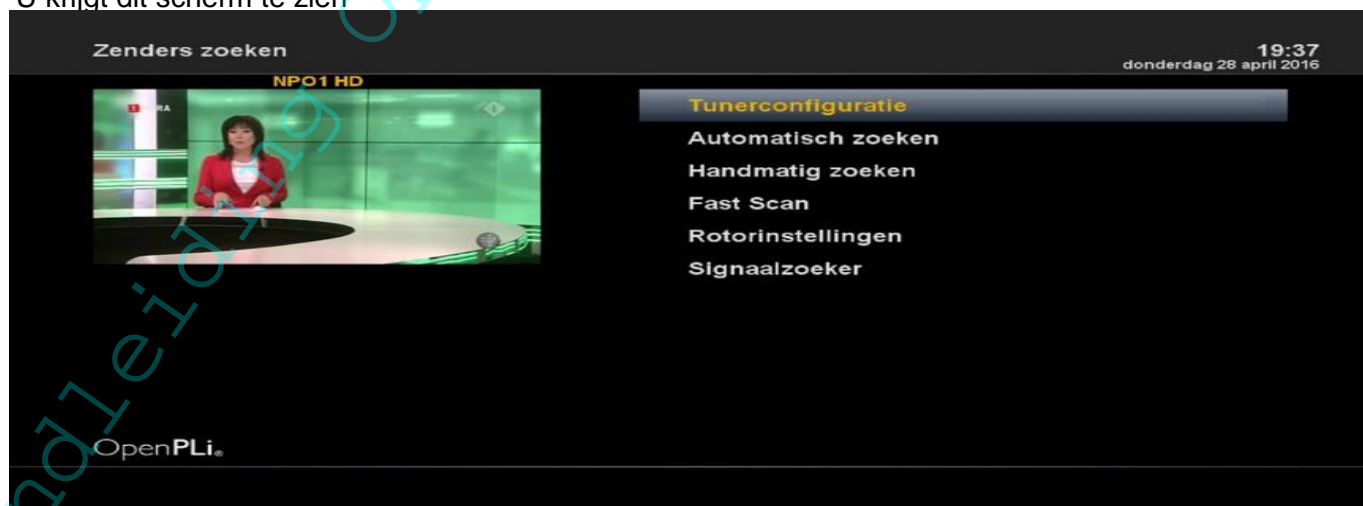 U krijgt dit scherm te zien
Zenders zoeken
19:37
donderdag 28 april 2016
NPO1 HD
Tunerconfiguratie
Automatisch zoeken
Handmatig zoeken
Fast Scan
Rotorinstellingen
Signaalzoeker
OpenPLi®
ndleiding O